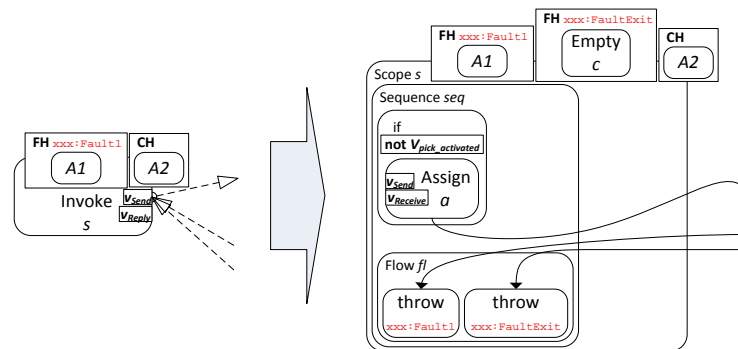 FH xxx:Fault1
A1
CH
A2
Invoke
s
vSend
vReply
FH xxx:Fault1
A1
FH xxx:FaultExit
Empty
c
CH
A2
Scope s
Sequence seq
if
not Vpick_activated
Assign
a
vSend
vReceive
Flow fl
throw
xxx:Fault1
throw
xxx:FaultExit